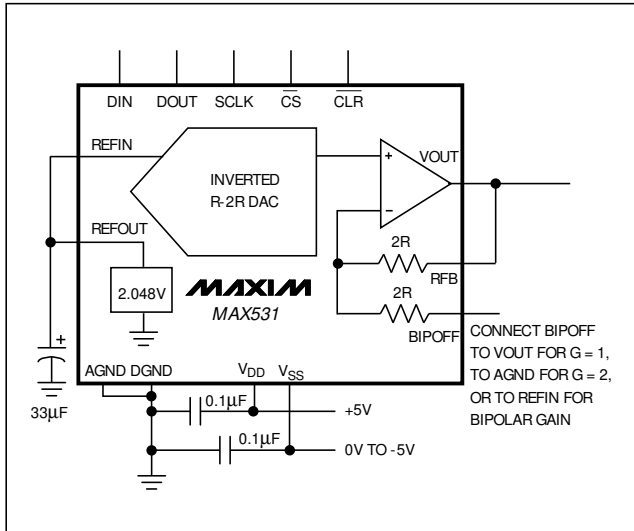 DIN DOUT SCLK CS CLR
REFIN
VOUT
+
INVERTED
R-2R DAC
−
REFOUT
2R
RFB
2.048V
MAXIM
2R
MAX531
BIPOFF
CONNECT BIPOFF
TO VOUT FOR G = 1,
TO AGND FOR G = 2,
OR TO REFIN FOR
BIPOLAR GAIN
+
AGND DGND VDD VSS
33µF
0.1µF
+5V
0.1µF
0V TO -5V